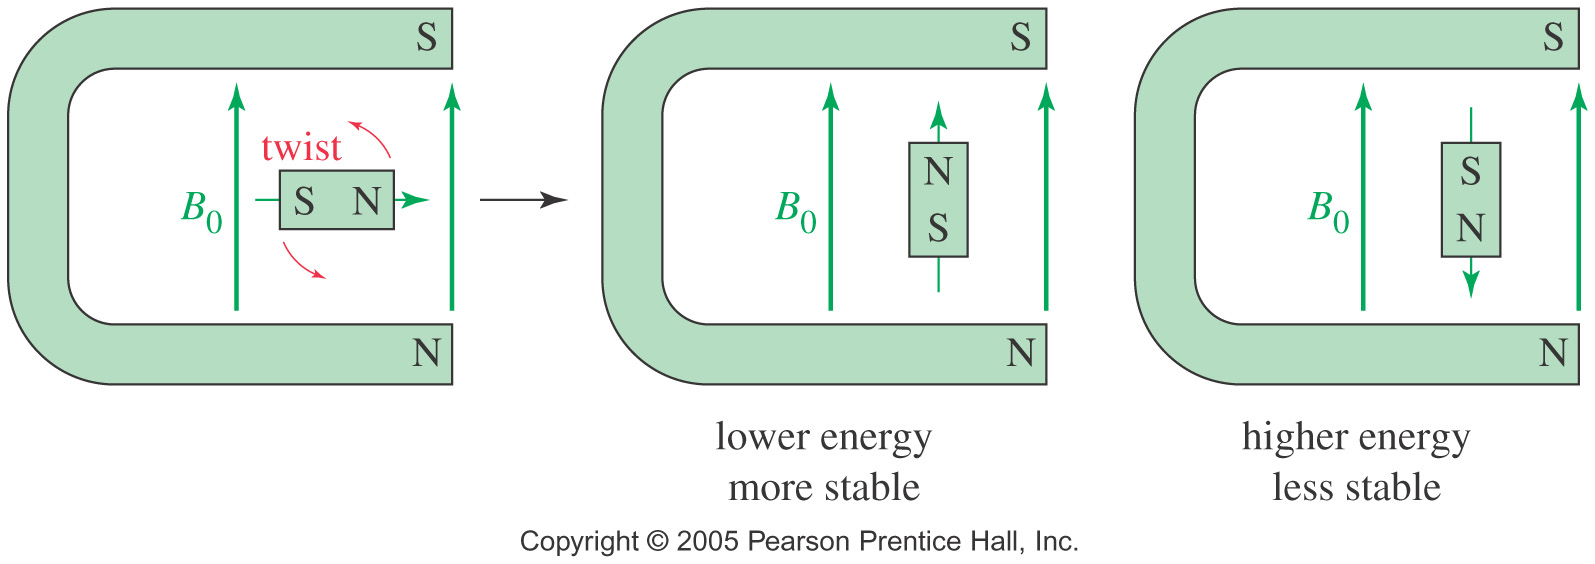 S
twist
B0
S N
N
S
B0
N
S
N
lower energy
more stable
S
B0
S
N
N
higher energy
less stable
Copyright © 2005 Pearson Prentice Hall, Inc.